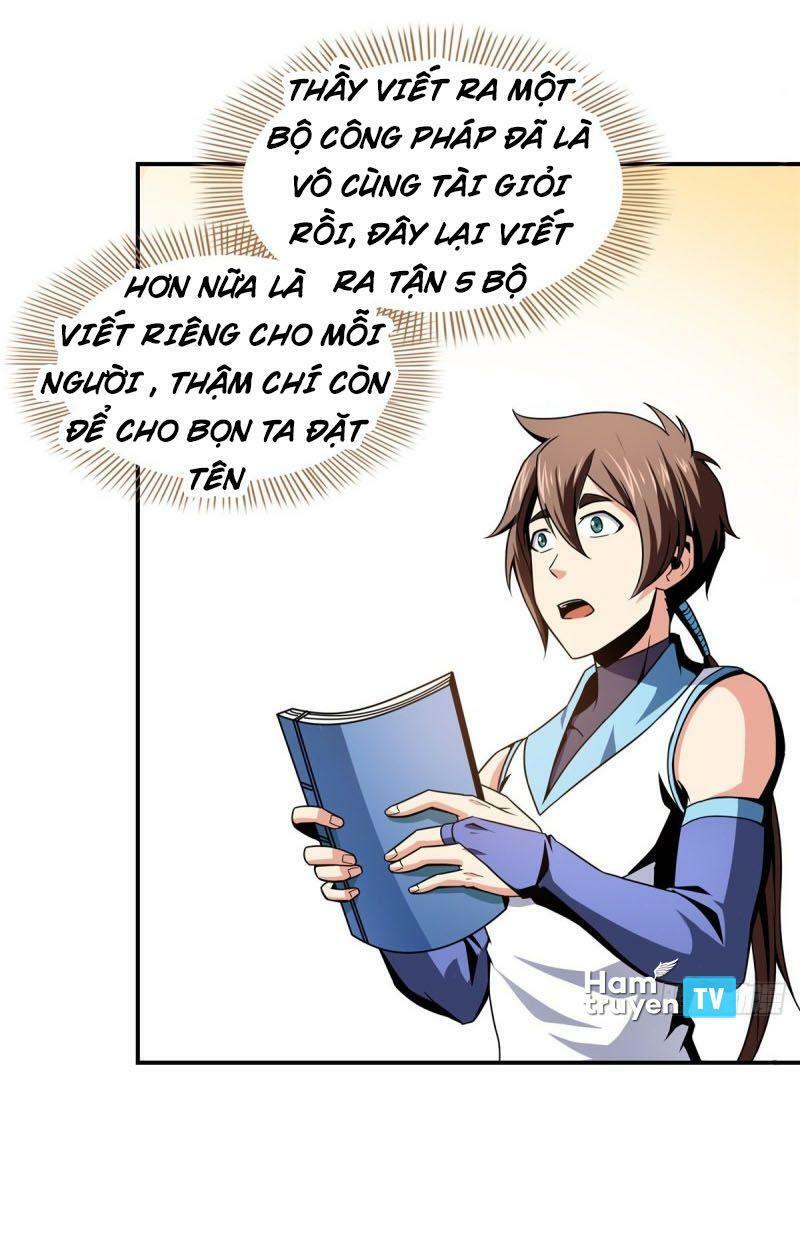 THẦY VIẾT RA MỘT
BỘ CÔNG PHÁP ĐÃ LÀ
VÔ CÙNG TÀI GIỎI
RỒI, ĐÂY LẠI VIẾT
RA TẬN 5 BỘ
HƠN NỮA LÀ
VIẾT RIÊNG CHO MỖI
NGƯỜI , THẬM CHÍ CÒN
ĐỂ CHO BỌN TA ĐẶT
TÊN
Ham
truyen TV